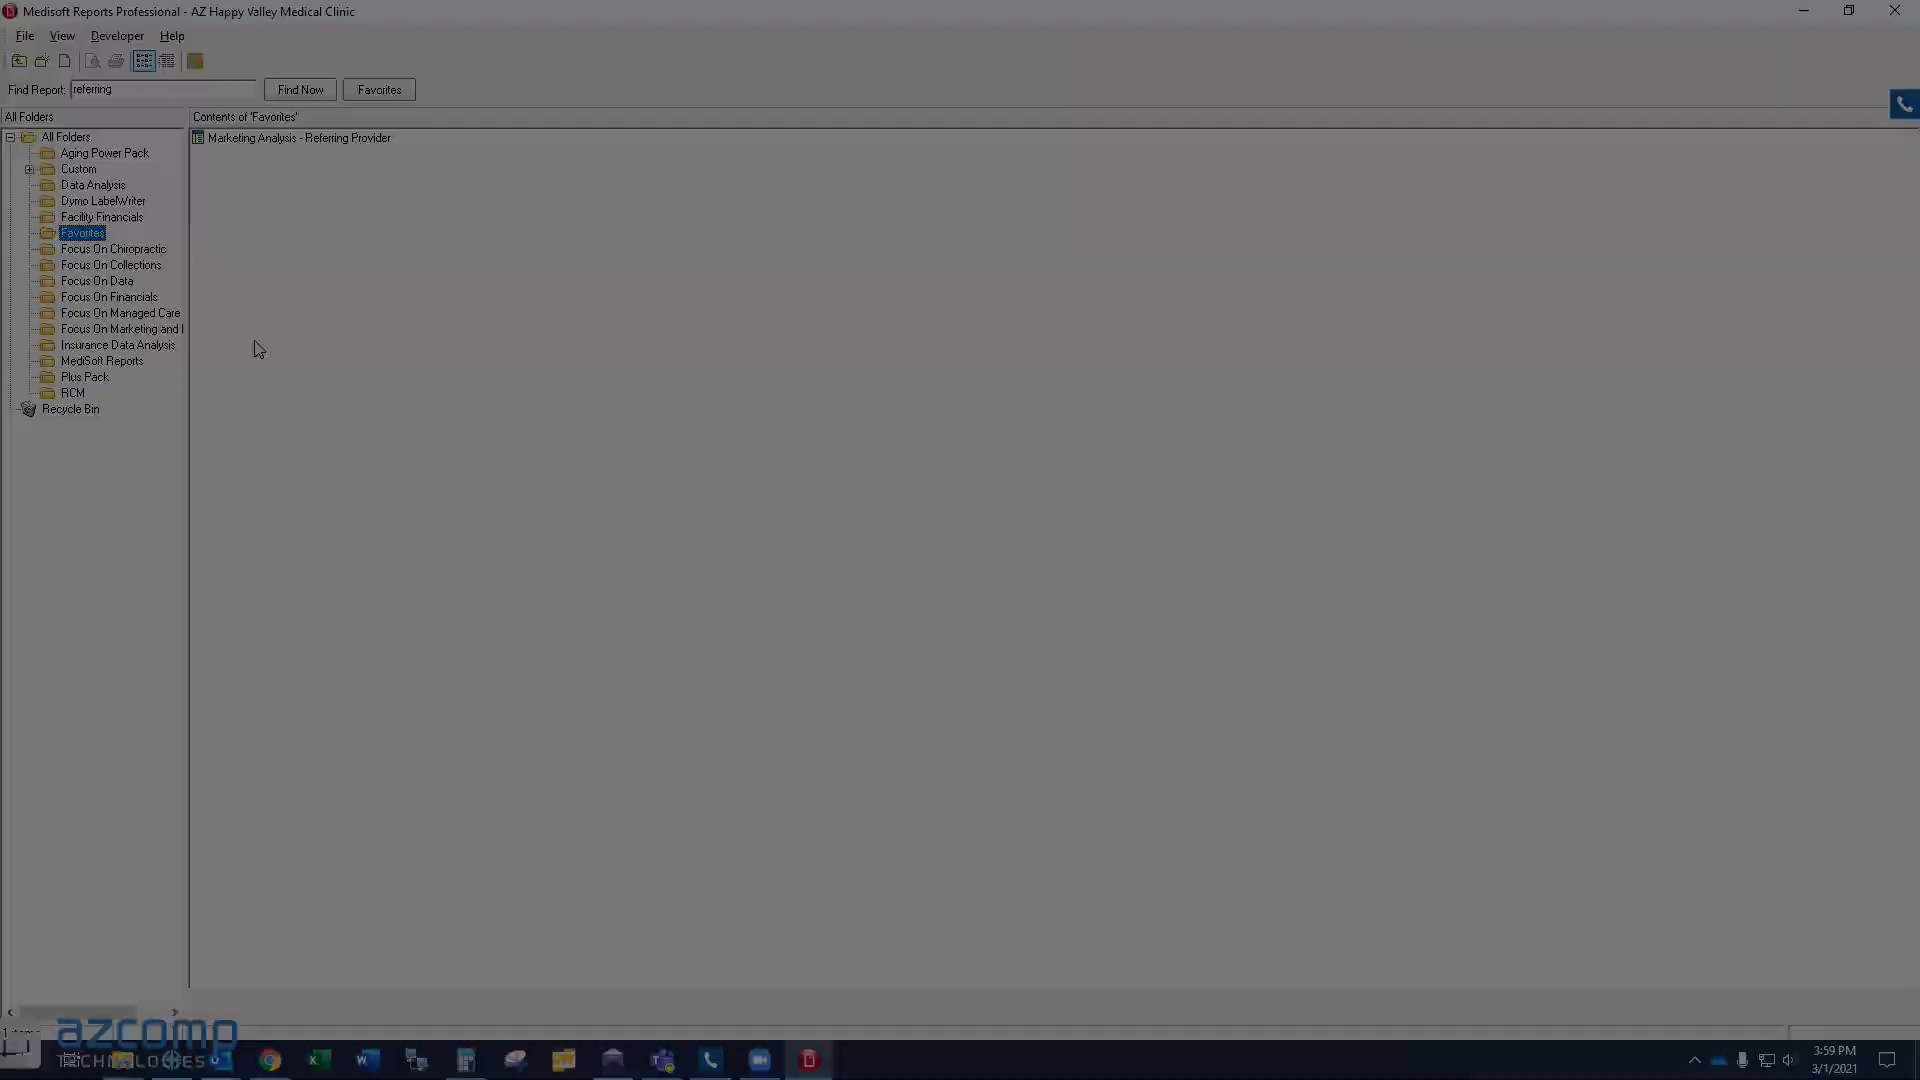 Medisoft Reports Professional - AZ Happy Valley Medical Clinic
File View Developer Help
Find Report: referring Find Now Favorites
All Folders
Contents of 'Favorites'
All Folders
Marketing Analysis - Referring Provider
Aging Power Pack
Custom
Data Analysis
Dymo LabelWriter
Facility Financials
Favorites
Focus On Chiropractic
Focus On Collections
Focus On Data
Focus On Financials
Focus On Managed Care
Focus On Marketing and
Insurance Data Analysis
MediSoft Reports
Plus Pack
RCM
Recycle Bin
azcomp
TECHNOLOGIES
3:59 PM
3/1/2021